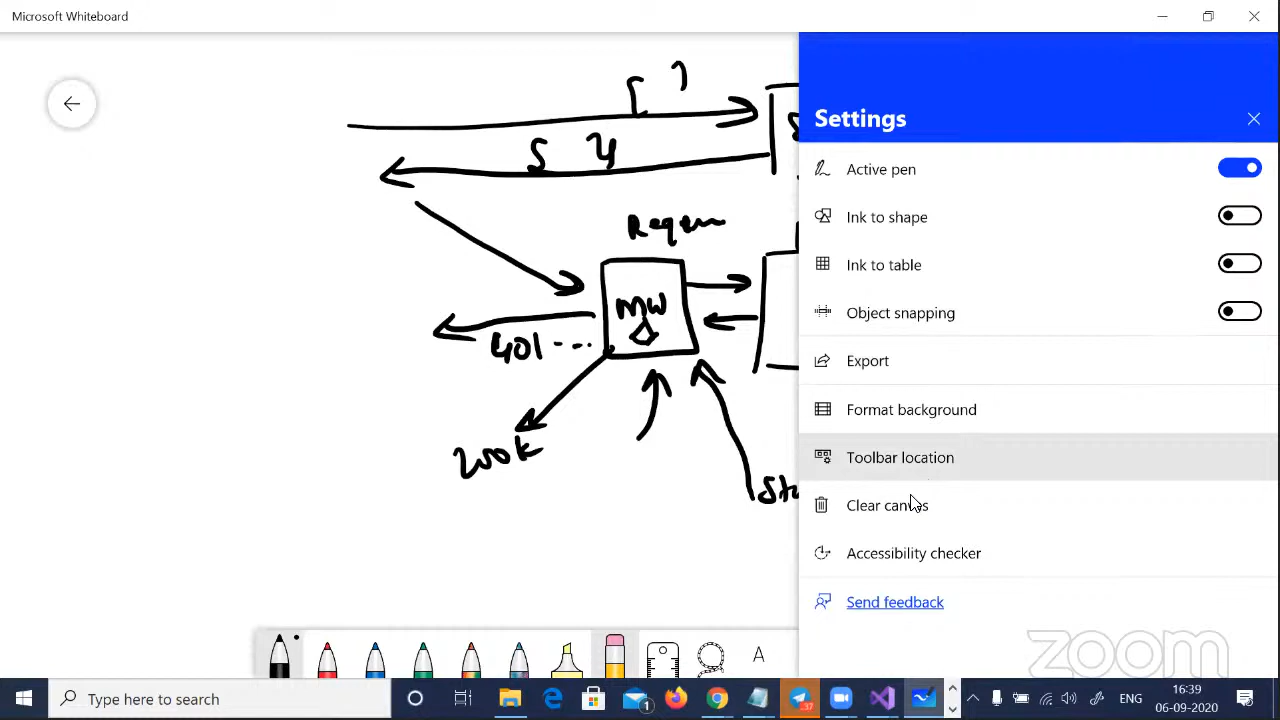 Microsoft Whiteboard
Settings
Active pen
Ink to shape
Ink to table
Object snapping
Export
Format background
Toolbar location
Clear canvas
Accessibility checker
Send feedback
MW
401 ...
200k
zoom
A
Type here to search
37
1
ENG
16:39
06-09-2020